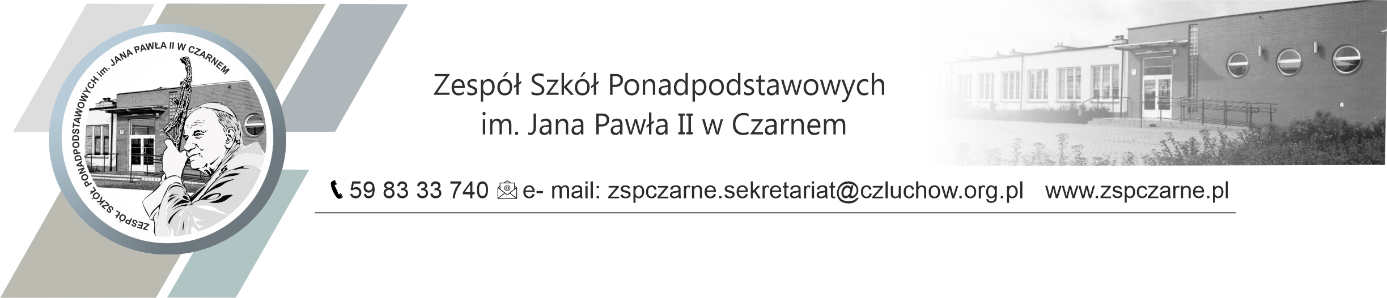 ZESPÓŁ SZKÓŁ PONADPODSTAWOWYCH im. JANA PAWŁA II W CZARNEM
Zespół Szkół Ponadpodstawowych
im. Jana Pawła II w Czarnem
59 83 33 740 e- mail: zspczarne.sekretariat@czluchow.org.pl www.zspczarne.pl